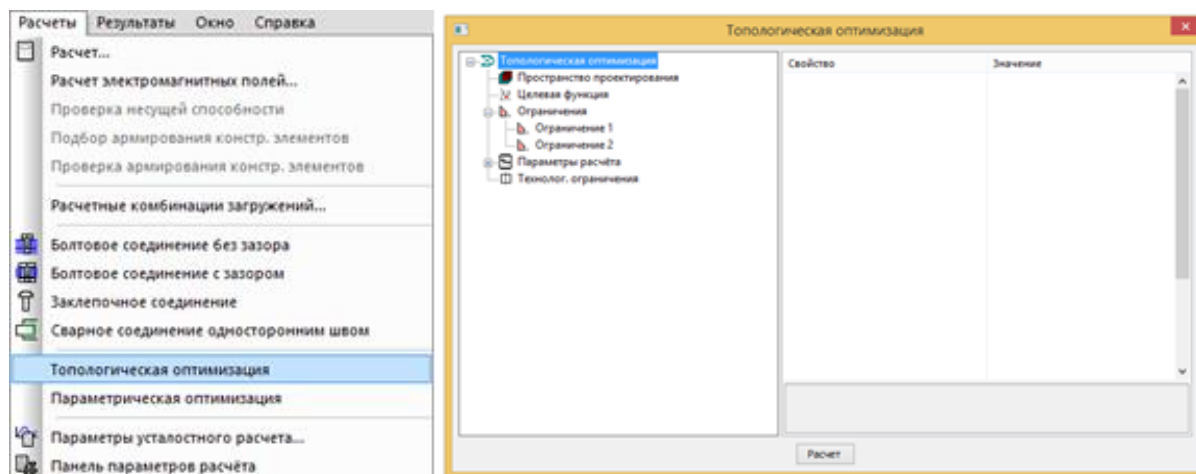 Расчеты Результаты Окно Справка
Расчет...
Расчет электромагнитных полей...
Проверка несущей способности
Подбор армирования констр. элементов
Проверка армирования констр. элементов
Расчетные комбинации загружений...
Болтовое соединение без зазора
Болтовое соединение с зазором
Заклепочное соединение
Сварное соединение односторонним швом
Топологическая оптимизация
Параметрическая оптимизация
Параметры усталостного расчета...
Панель параметров расчёта
Топологическая оптимизация
Топологическая оптимизация
Пространство проектирования
Целевая функция
Ограничения
Ограничение 1
Ограничение 2
Параметры расчёта
Технолог. ограничения
Свойство Значение
Расчет